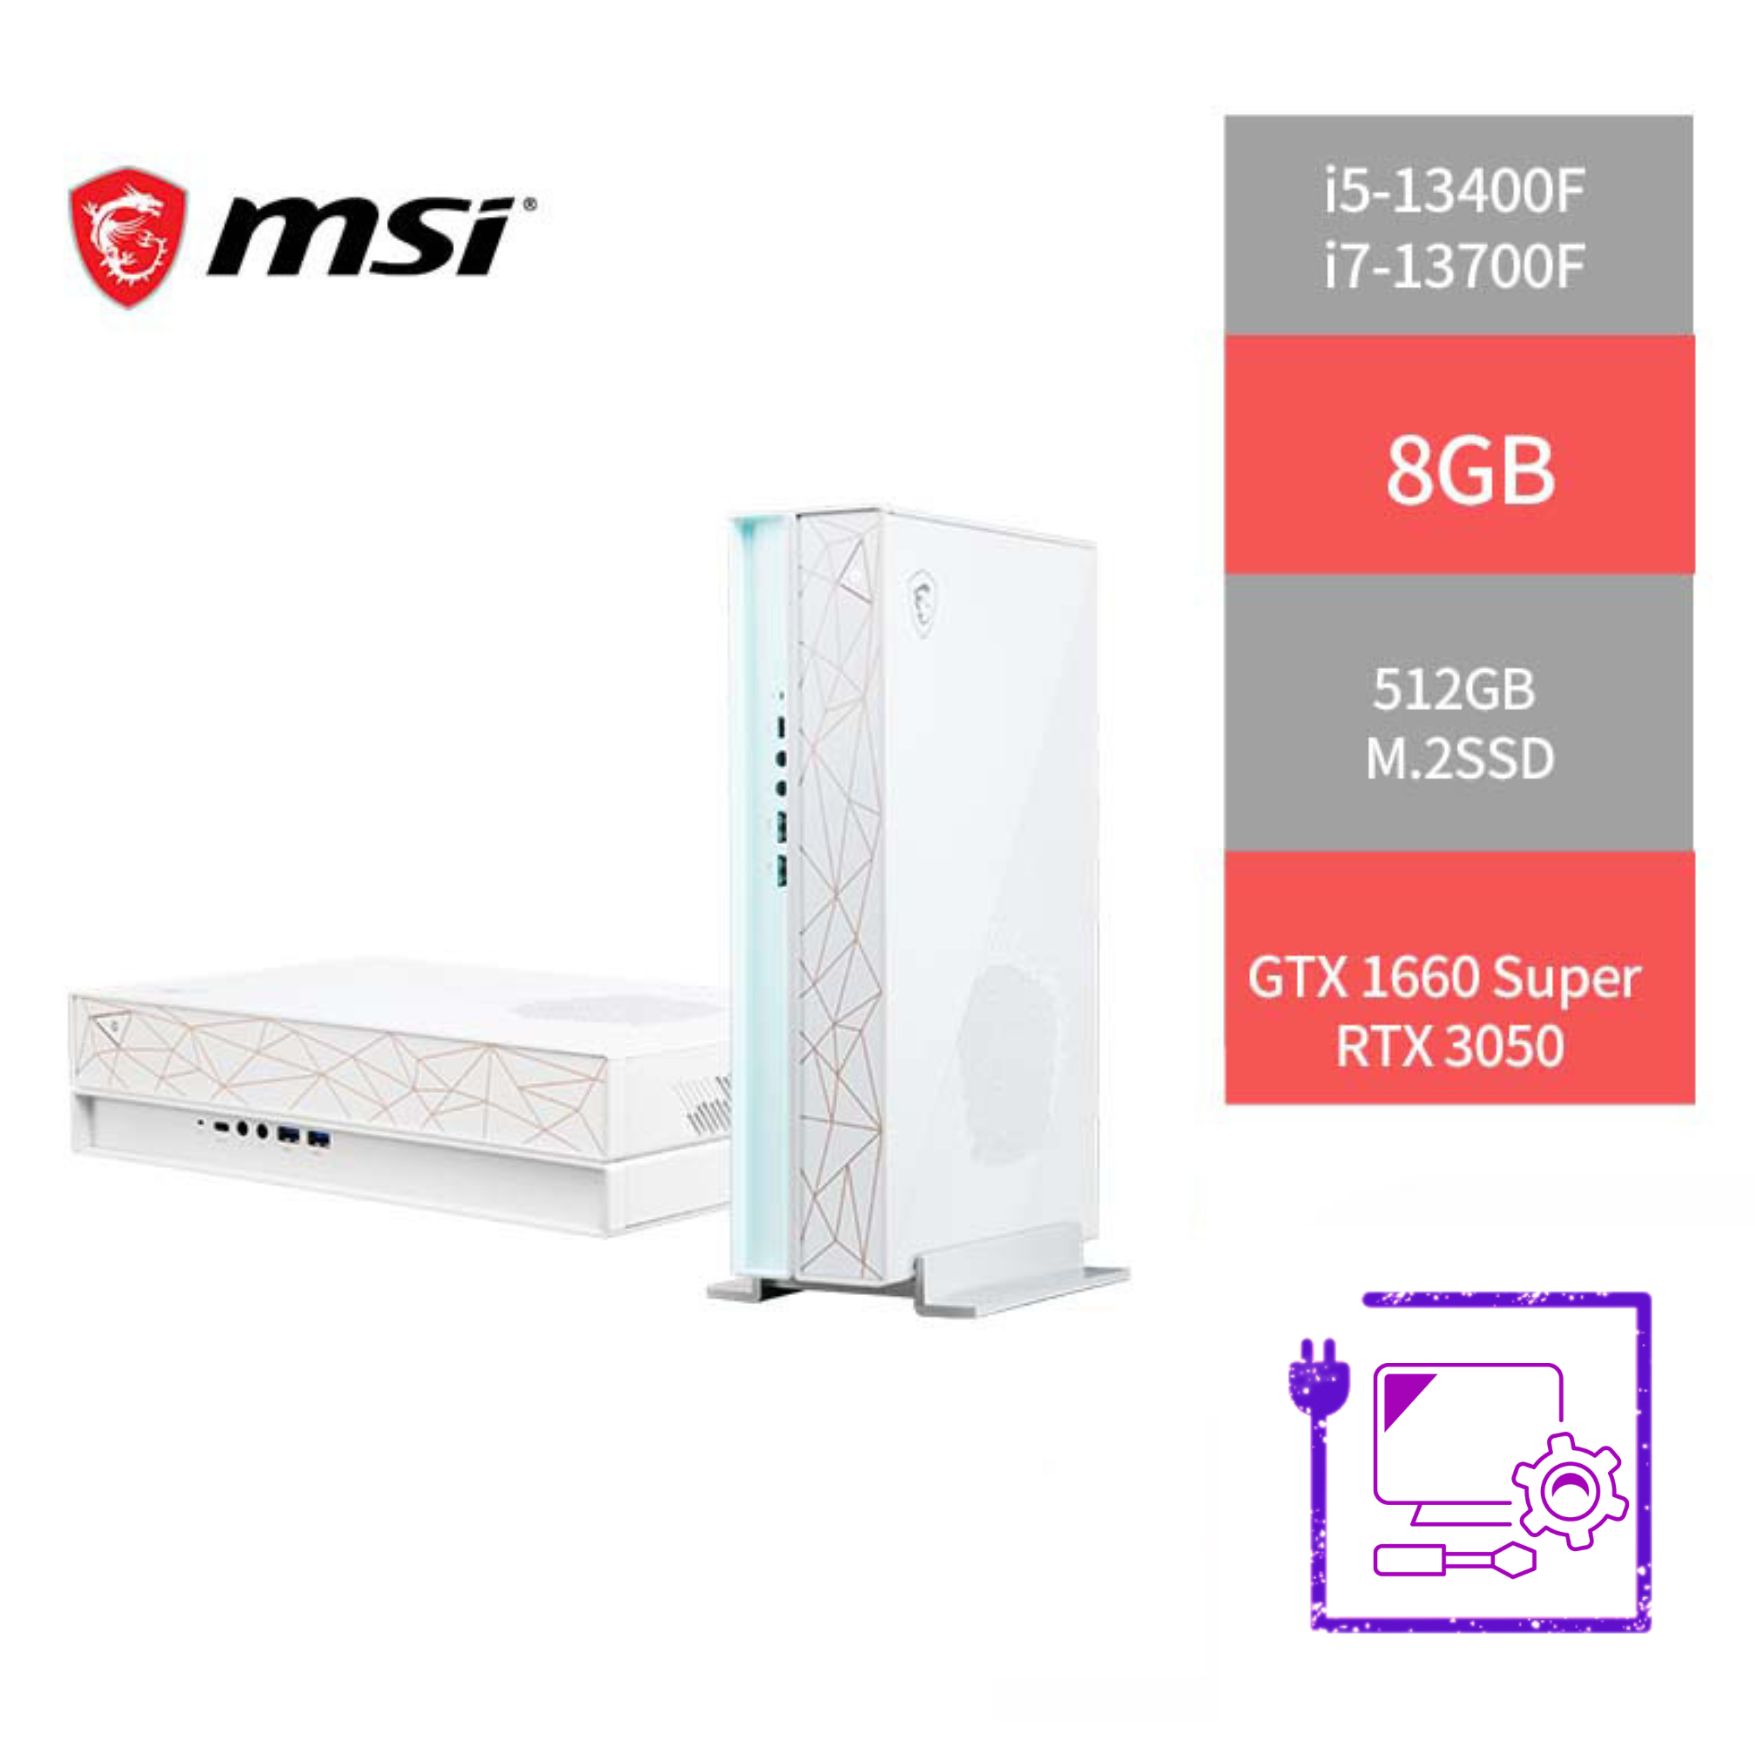 msi®
i5-13400F
i7-13700F
8GB
512GB
M.2SSD
GTX 1660 Super
RTX 3050